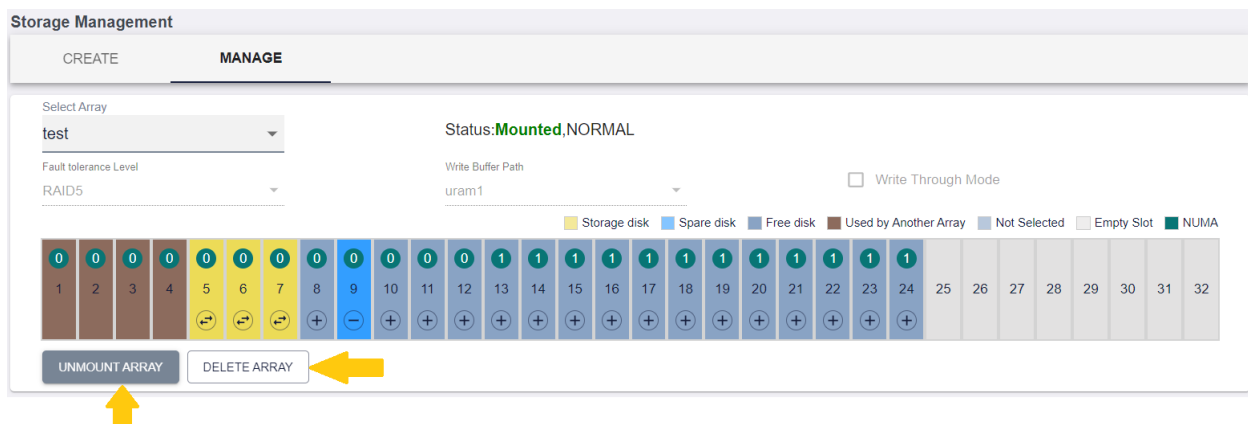 Storage Management
CREATE MANAGE
Select Array
test
Status:Mounted,NORMAL
Fault tolerance Level
RAID5
Write Buffer Path
uram1
Write Through Mode
Storage disk Spare disk Free disk Used by Another Array Not Selected Empty Slot NUMA
0 0 0 0 0 0 0 0 0 0 0 0 1 1 1 1 1 1 1 1 1 1 1 1
1 2 3 4 5 6 7 8 9 10 11 12 13 14 15 16 17 18 19 20 21 22 23 24 25 26 27 28 29 30 31 32
UNMOUNT ARRAY DELETE ARRAY